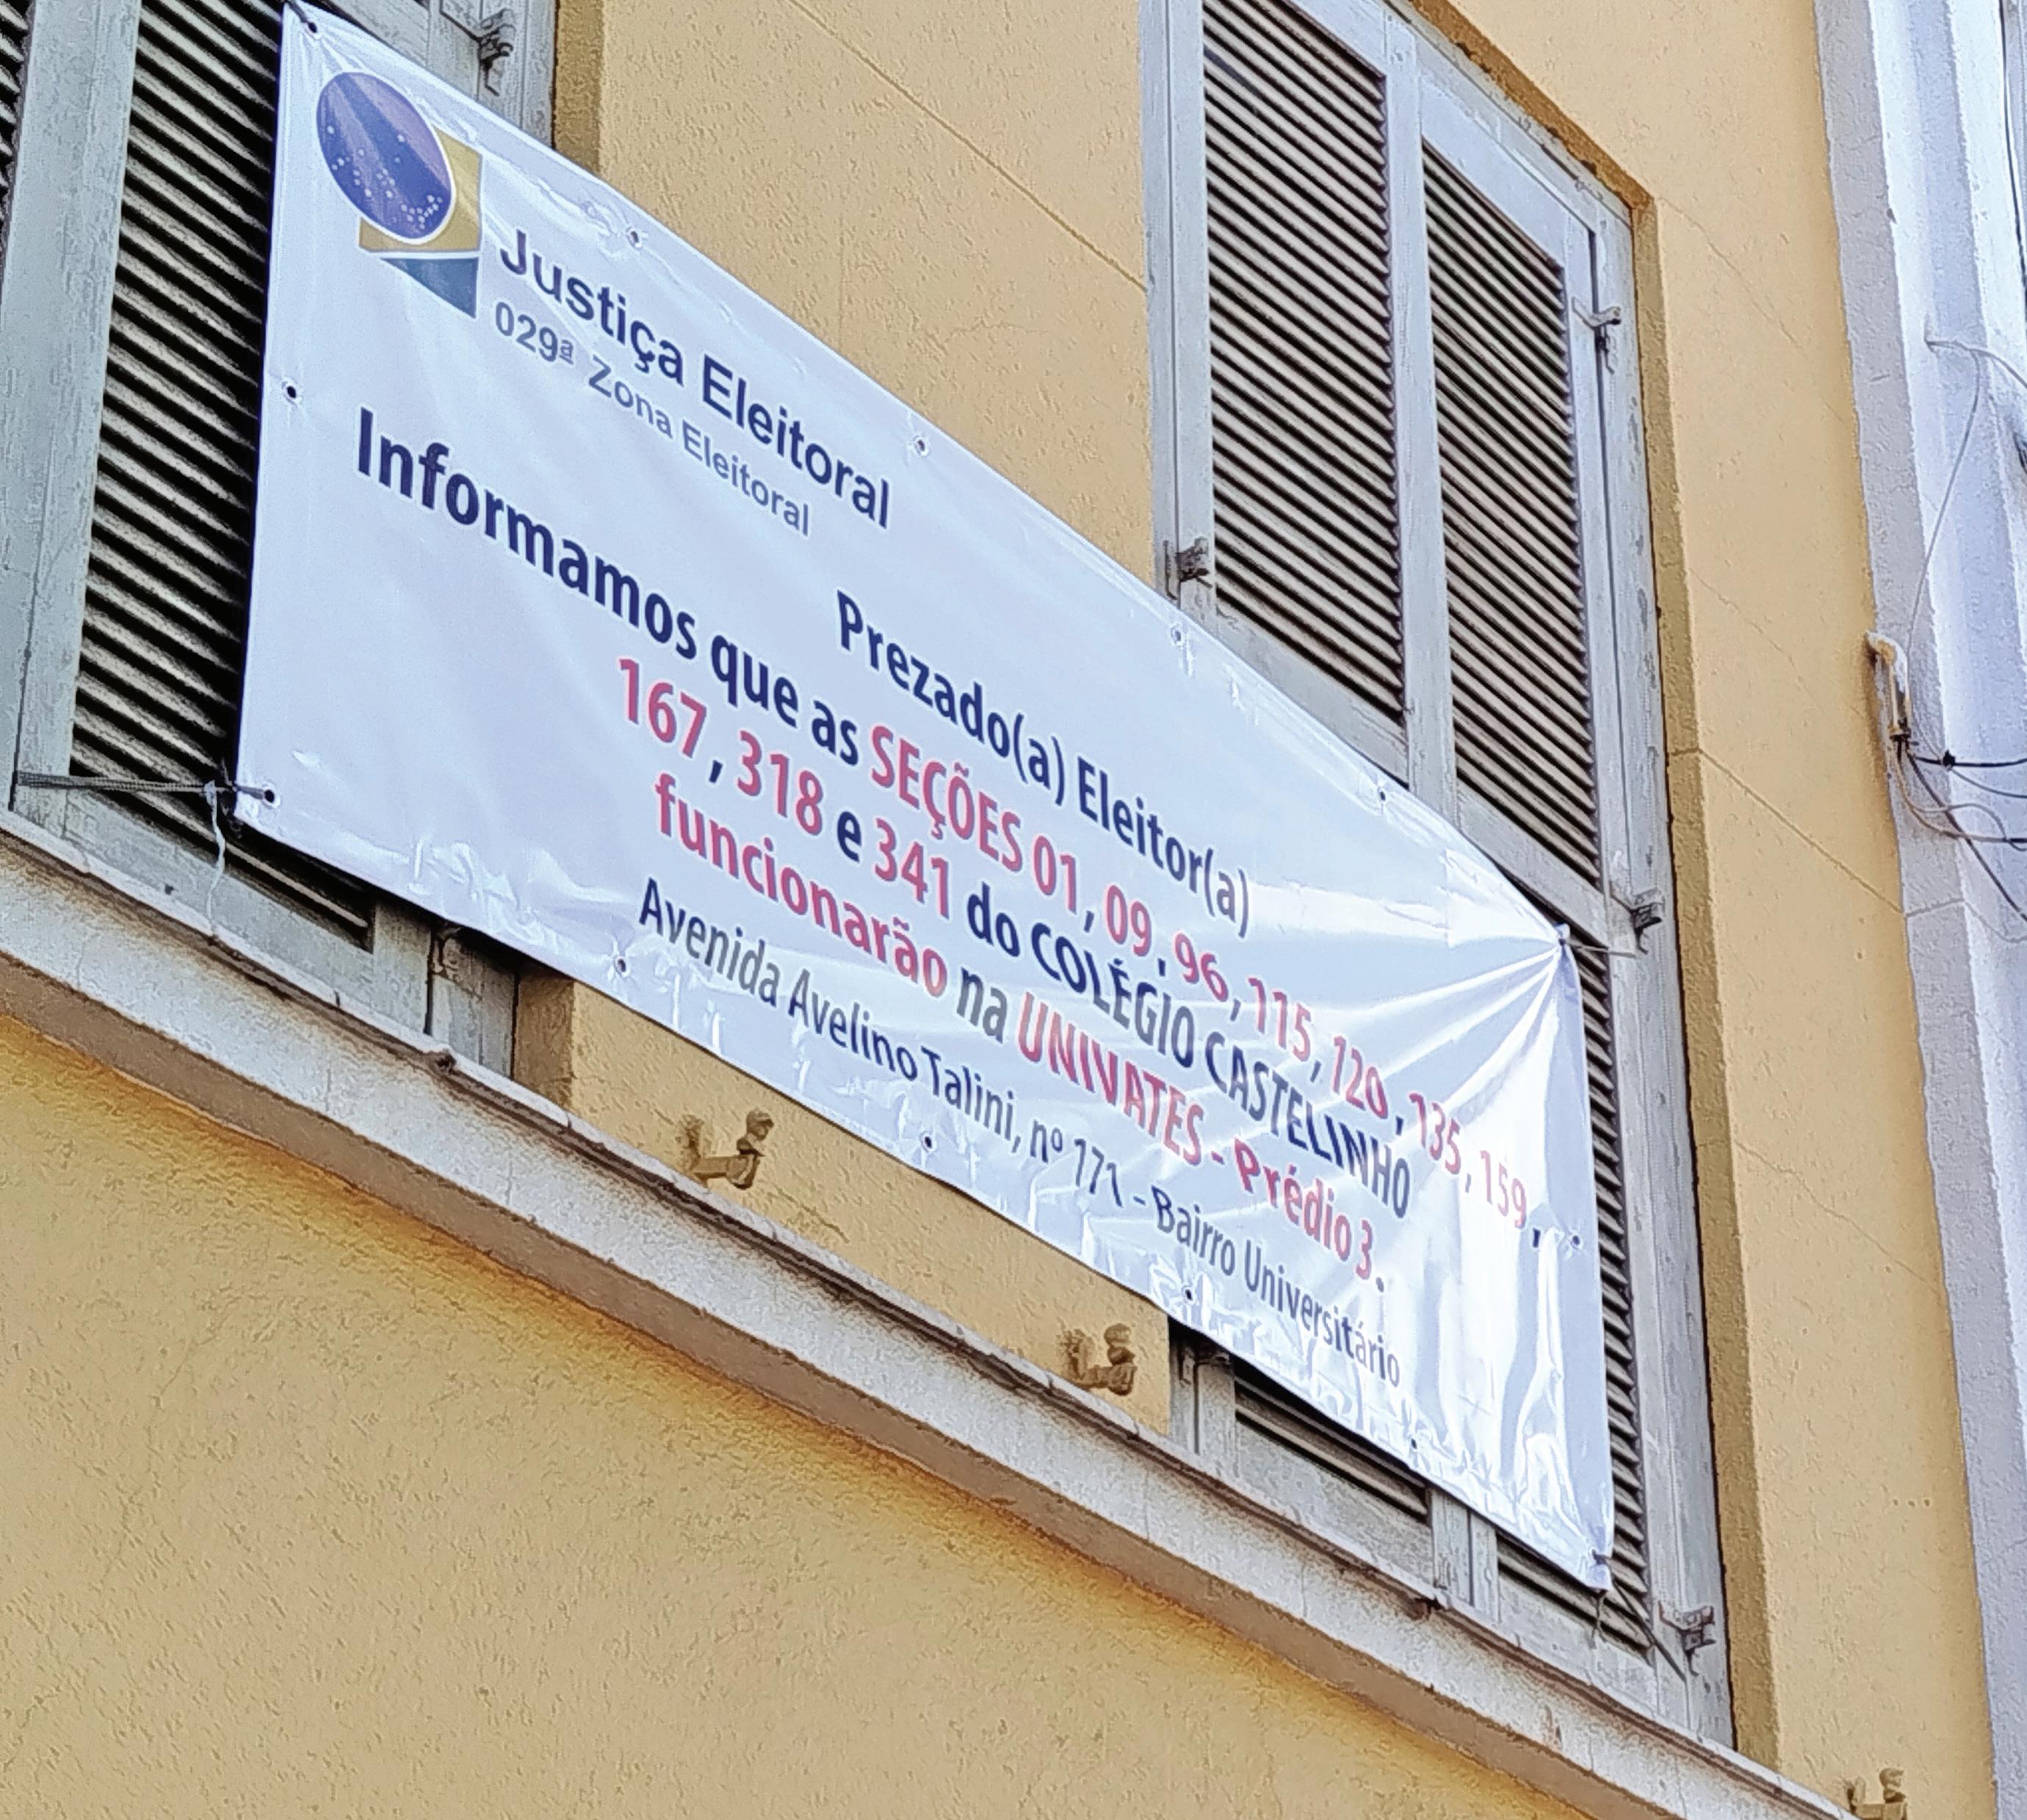 Justiça Eleitoral
029ª Zona Eleitoral
Prezado(a) Eleitor(a)
Informamos que as SEÇÕES 01, 09, 96, 115, 120, 135, 159,
167, 318 e 341 do COLÉGIO CASTELINHO
funcionarão na UNIVATES - Prédio 3.
Avenida Avelino Talini, nº 171 - Bairro Universitário